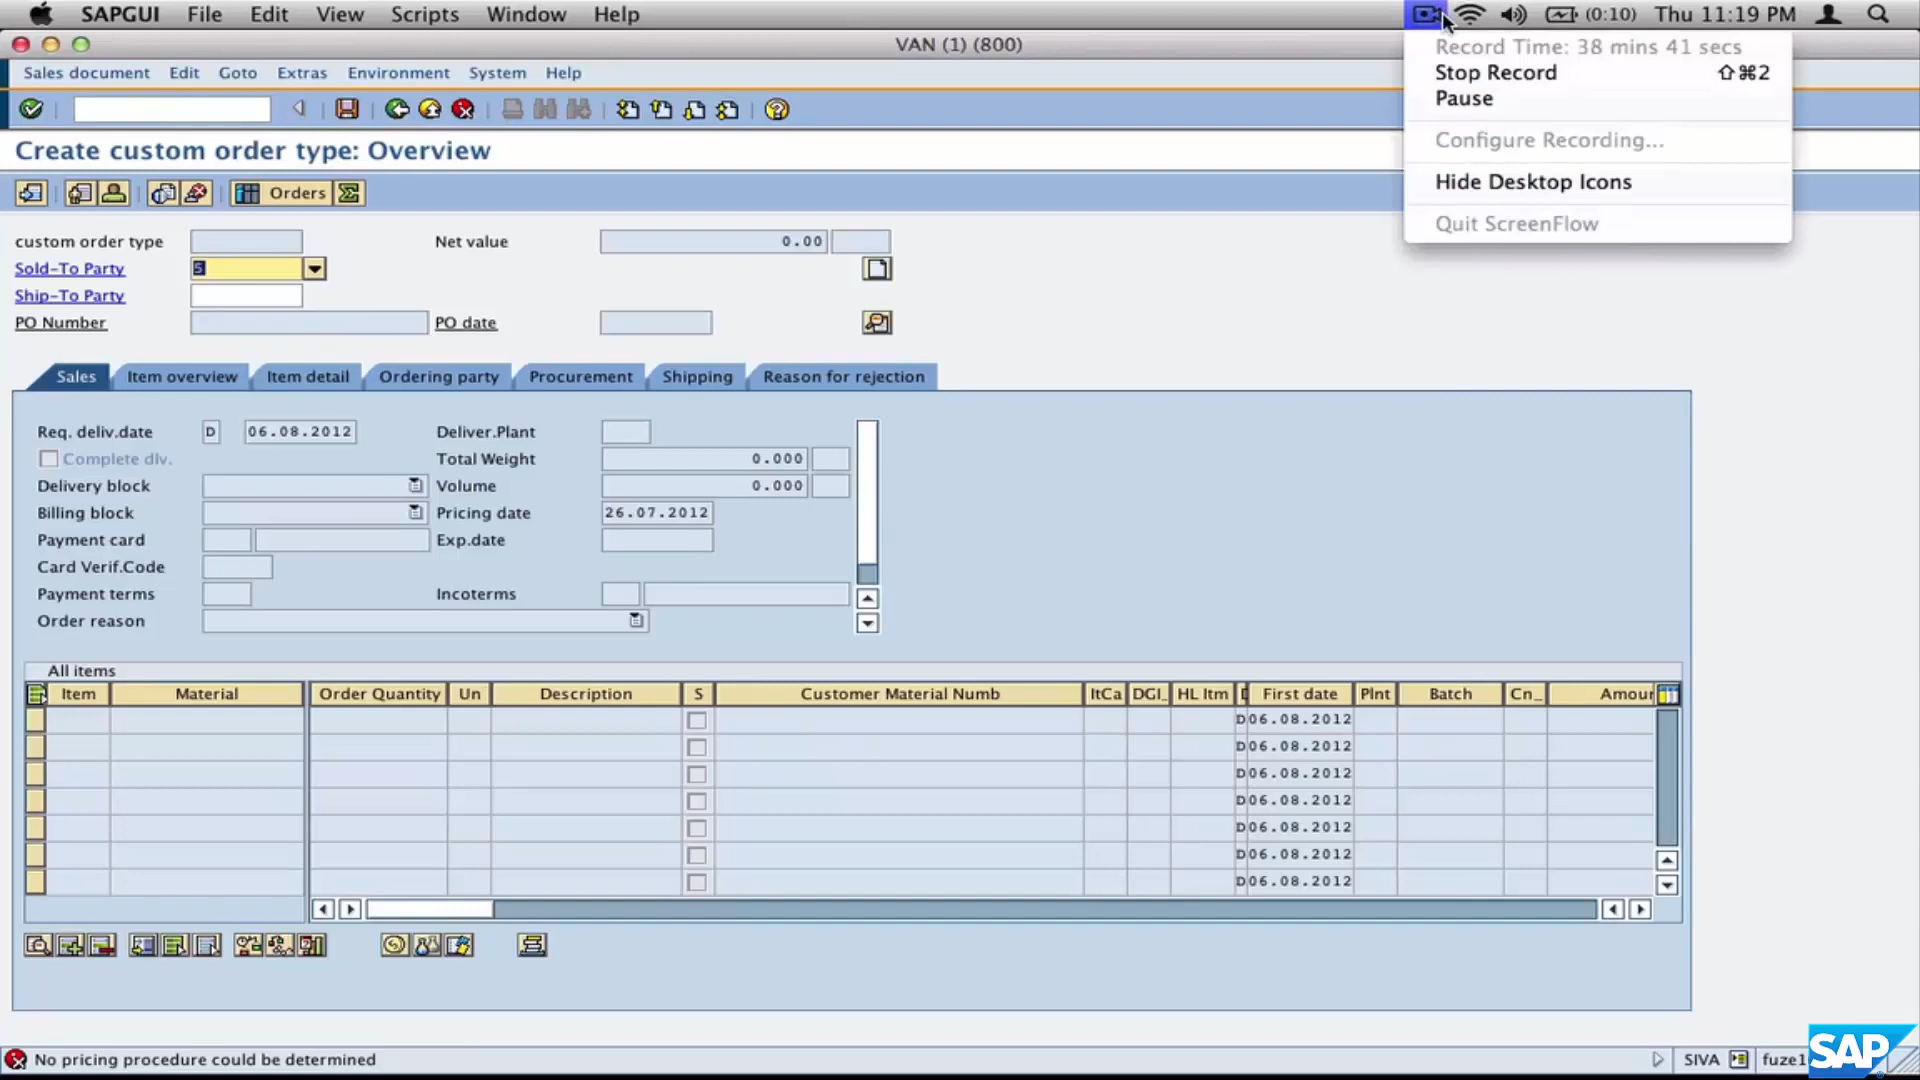 SAPGUI File Edit View Scripts Window Help (0:10) Thu 11:19 PM
VAN (1) (800)
Record Time: 38 mins 41 secs
Stop Record ⇧⌘2
Pause
Configure Recording...
Hide Desktop Icons
Quit ScreenFlow
Sales document Edit Goto Extras Environment System Help
Create custom order type: Overview
Orders
custom order type Net value 0.00
Sold-To Party 5
Ship-To Party
PO Number PO date
Sales Item overview Item detail Ordering party Procurement Shipping Reason for rejection
Req. deliv.date D 06.08.2012 Deliver.Plant
Complete dlv. Total Weight 0.000
Delivery block Volume 0.000
Billing block Pricing date 26.07.2012
Payment card Exp.date
Card Verif.Code
Payment terms Incoterms
Order reason
All items
Item Material Order Quantity Un Description S Customer Material Numb ItCa DGI_ HL Itm First date Plnt Batch Cn_ Amour
D06.08.2012
D06.08.2012
D06.08.2012
D06.08.2012
D06.08.2012
D06.08.2012
D06.08.2012
No pricing procedure could be determined SIVA fuze1
SAP